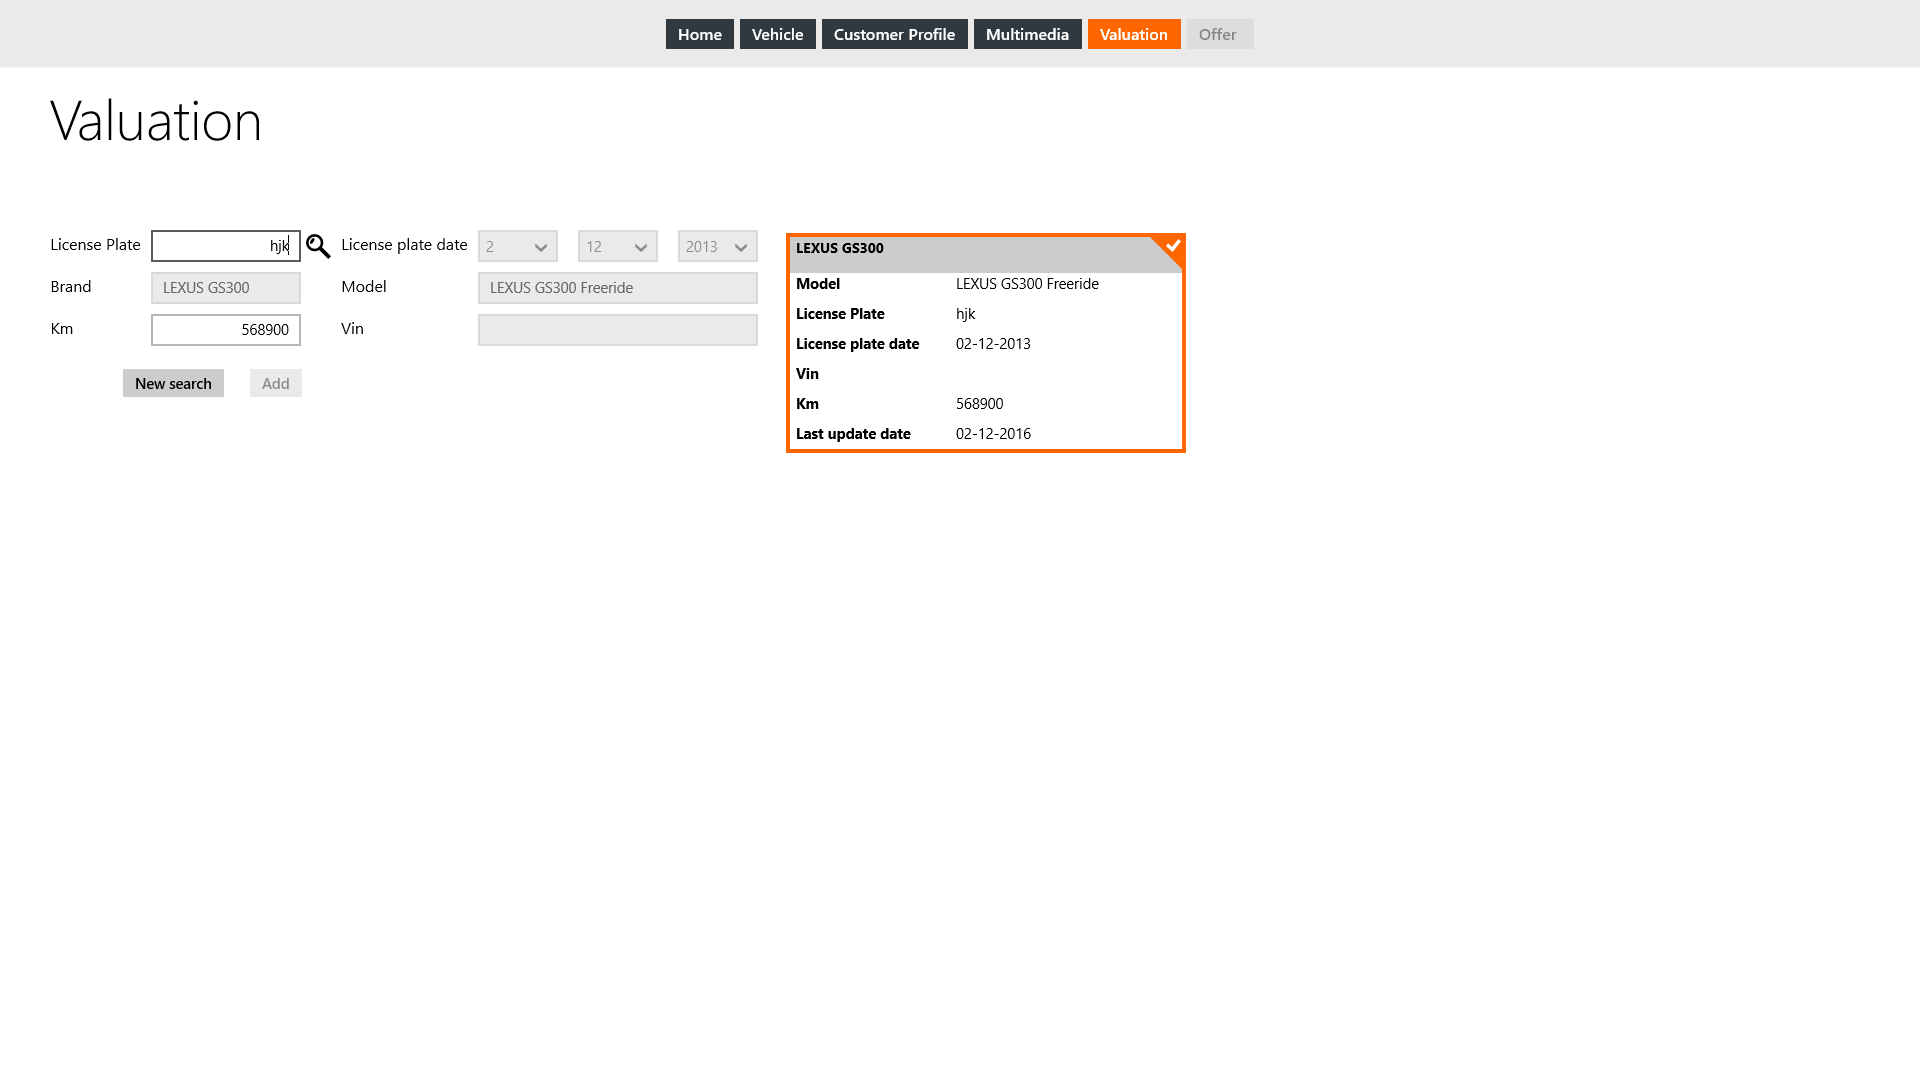 Home Vehicle Customer Profile Multimedia Valuation Offer
Valuation
License Plate hjk License plate date 2 12 2013
Brand LEXUS GS300 Model LEXUS GS300 Freeride
Km 568900 Vin
New search Add
LEXUS GS300
Model LEXUS GS300 Freeride
License Plate hjk
License plate date 02-12-2013
Vin
Km 568900
Last update date 02-12-2016